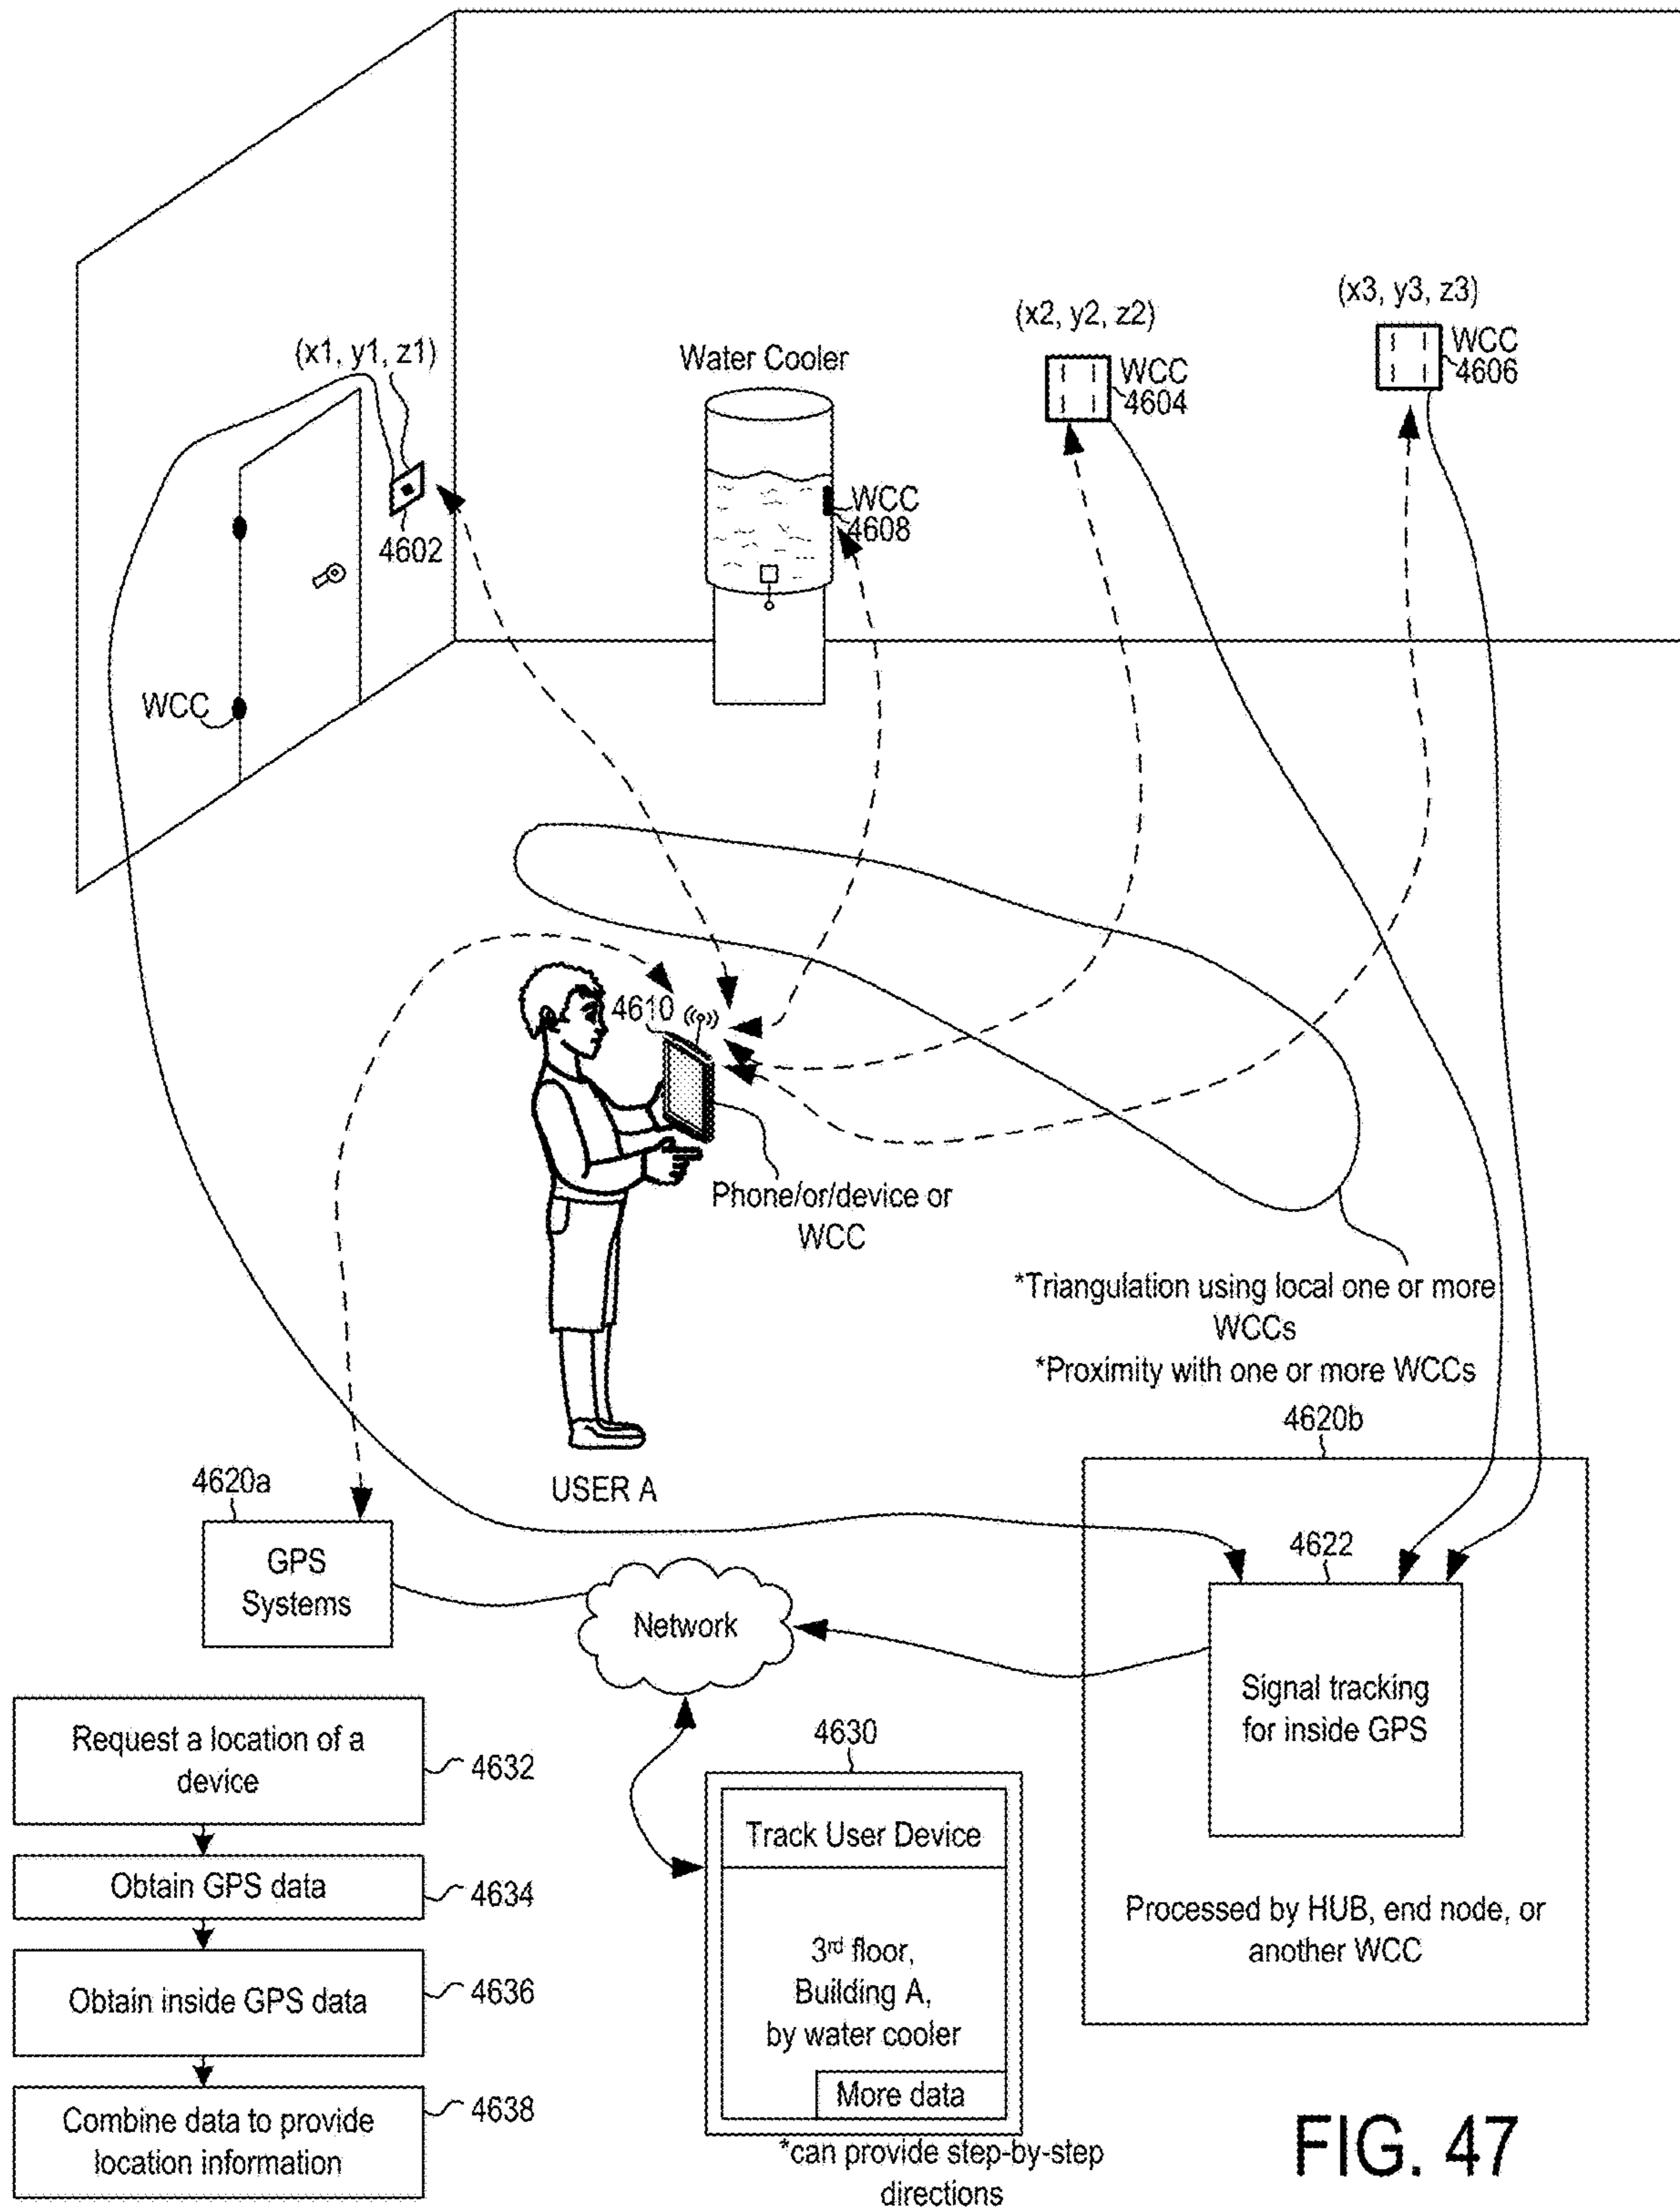 (x3, y3, z3)
(x2, y2, z2)
WCC
4606
(x1, y1, z1)
Water Cooler
WCC
4604
WCC
4608
4602
WCC
4610
Phone/or/device or
WCC
*Triangulation using local one or more
WCCs
*Proximity with one or more WCCs
4620b
4620a
USER A
GPS
Systems
4622
Network
Signal tracking
for inside GPS
Processed by HUB, end node, or
another WCC
Request a location of a
device
4632
Obtain GPS data
4634
Obtain inside GPS data
4636
Combine data to provide
location information
4638
4630
Track User Device
3rd floor,
Building A,
by water cooler
More data
*can provide step-by-step
directions
FIG. 47